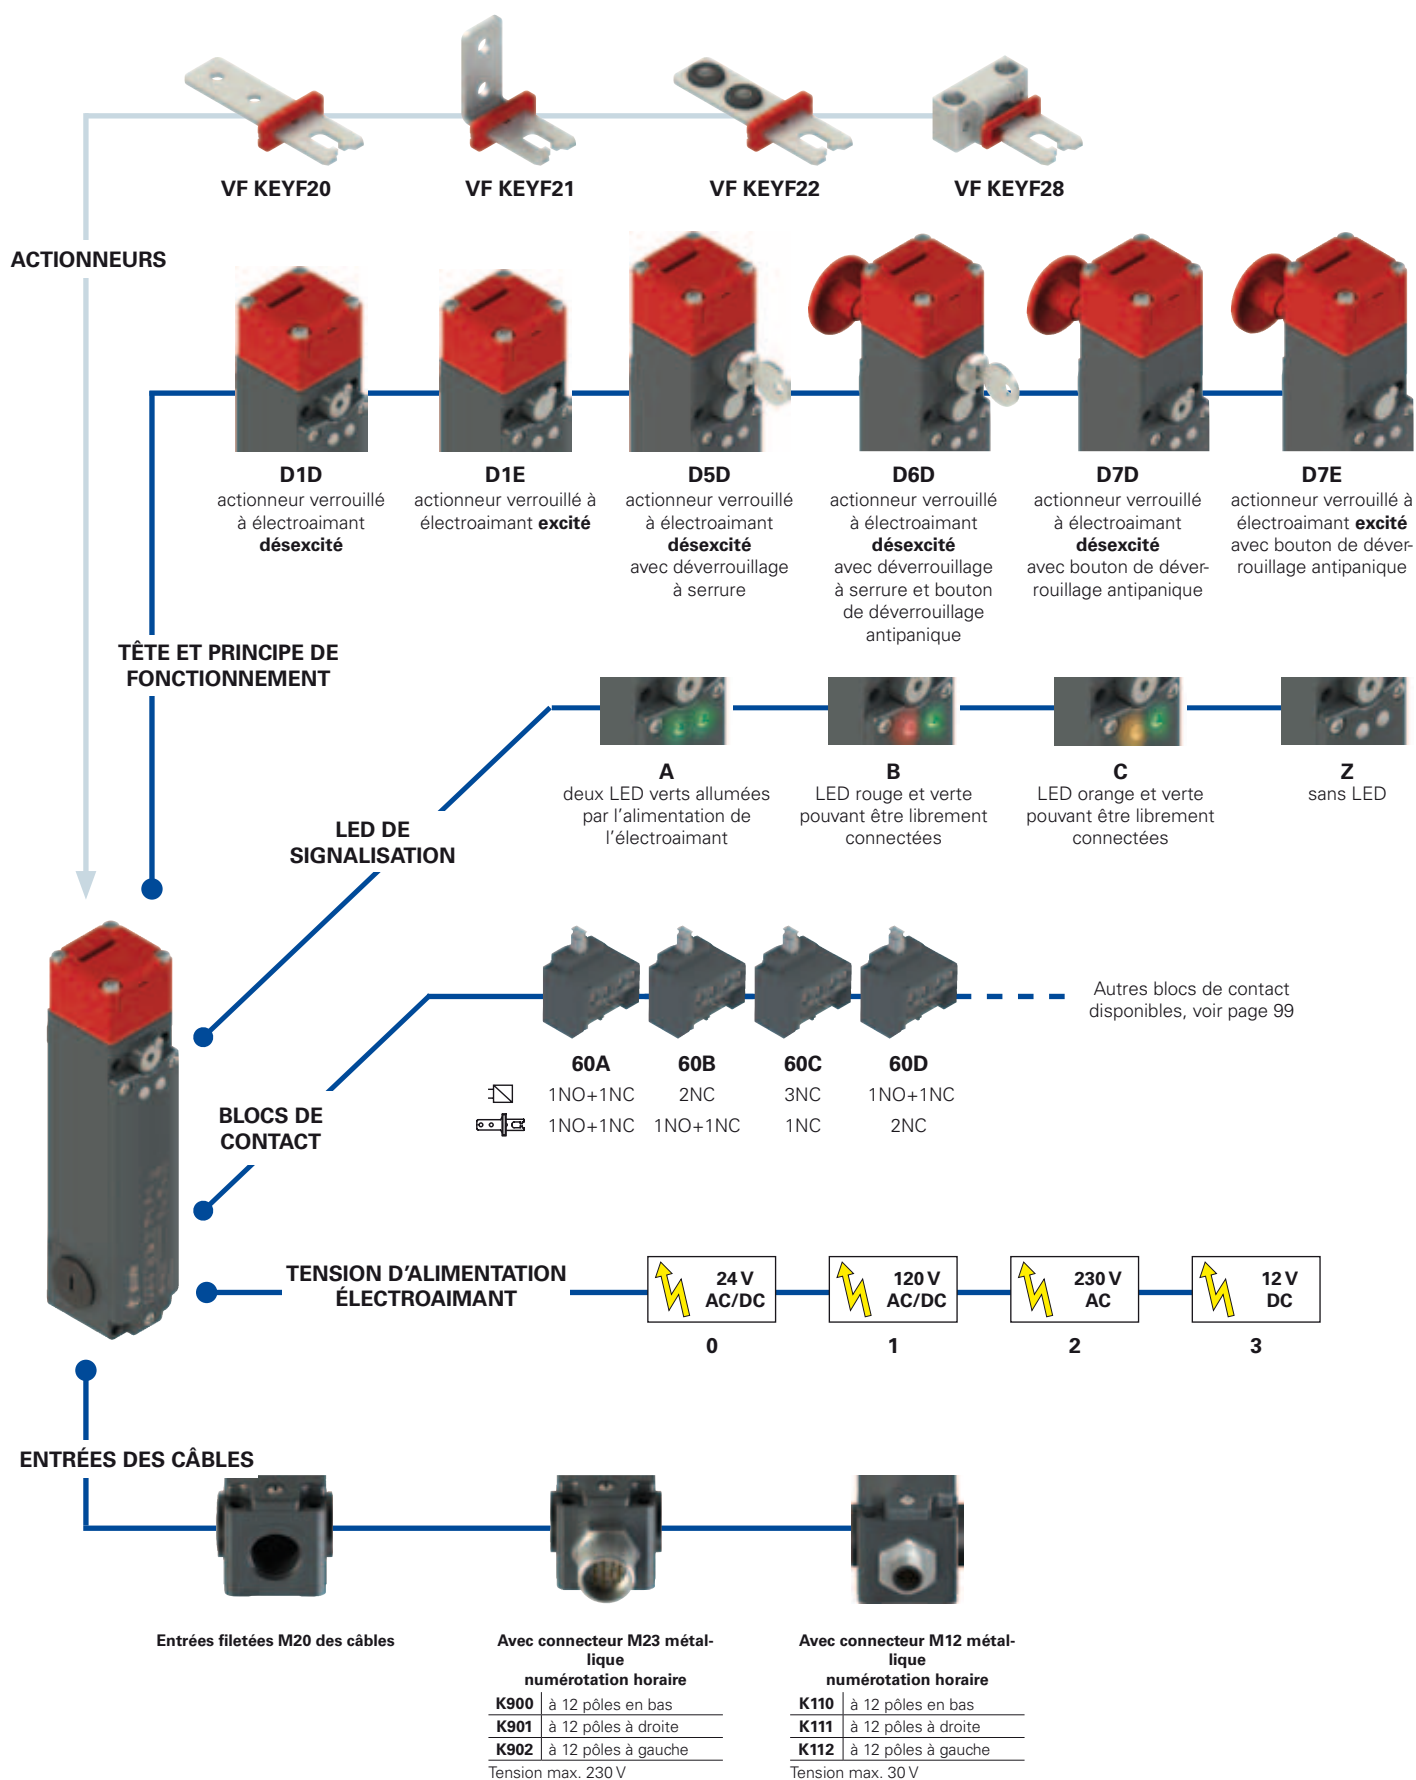 VF KEYF20
VF KEYF21
VF KEYF22
VF KEYF28
ACTIONNEURS
D1D
actionneur verrouillé
à électroaimant
désexcité
D1E
actionneur verrouillé à
électroaimant excité
D5D
actionneur verrouillé
à électroaimant
désexcité
avec déverrouillage
à serrure
D6D
actionneur verrouillé
à électroaimant
désexcité
avec déverrouillage
à serrure et bouton
de déverrouillage
antipanique
D7D
actionneur verrouillé
à électroaimant
désexcité
avec bouton de déver-
rouillage antipanique
D7E
actionneur verrouillé à
électroaimant excité
avec bouton de déver-
rouillage antipanique
TÊTE ET PRINCIPE DE
FONCTIONNEMENT
A
deux LED verts allumées
par l’alimentation de
l’électroaimant
B
LED rouge et verte
pouvant être librement
connectées
C
LED orange et verte
pouvant être librement
connectées
Z
sans LED
LED DE
SIGNALISATION
Autres blocs de contact
disponibles, voir page 99
60A
60B
60C
60D
1NO+1NC
2NC
3NC
1NO+1NC
1NO+1NC
1NO+1NC
1NC
2NC
BLOCS DE
CONTACT
TENSION D’ALIMENTATION
ÉLECTROAIMANT
24 V
AC/DC
0
120 V
AC/DC
1
230 V
AC
2
12 V
DC
3
ENTRÉES DES CÂBLES
Entrées filetées M20 des câbles
Avec connecteur M23 métal-
lique
numérotation horaire
K900 à 12 pôles en bas
K901 à 12 pôles à droite
K902 à 12 pôles à gauche
Tension max. 230 V
Avec connecteur M12 métal-
lique
numérotation horaire
K110 à 12 pôles en bas
K111 à 12 pôles à droite
K112 à 12 pôles à gauche
Tension max. 30 V